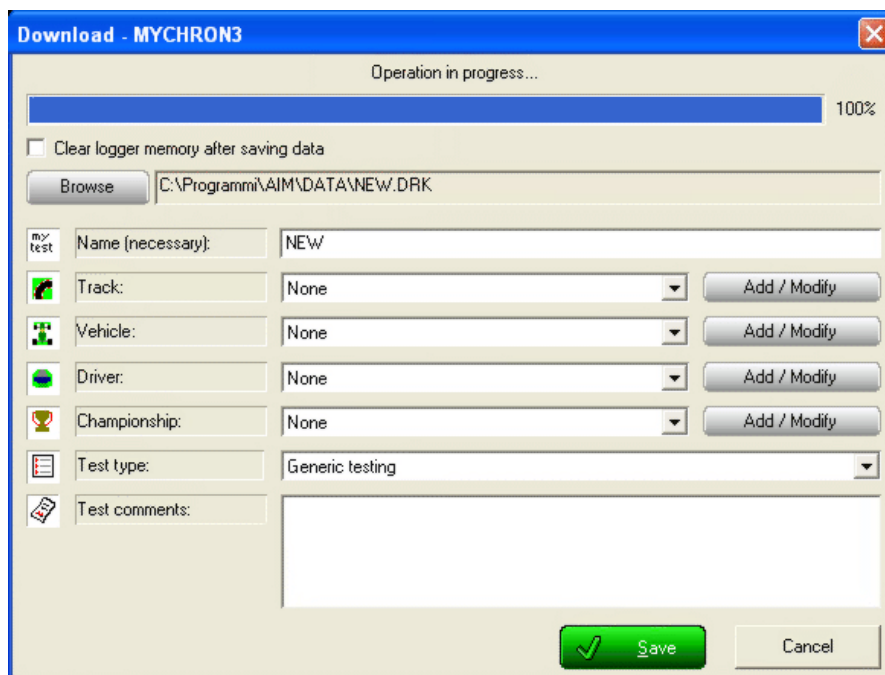 Download - MYCHRON3
Operation in progress...
100%
Clear logger memory after saving data
Browse C:\Programmi\AIM\DATA\NEW.DRK
my test Name (necessary): NEW
Track: None Add / Modify
Vehicle: None Add / Modify
Driver: None Add / Modify
Championship: None Add / Modify
Test type: Generic testing
Test comments:
Save Cancel